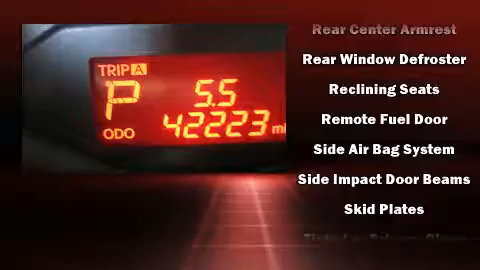 Rear Center Armrest
TRIP A
P 5.5
ODO 42223 mi
Rear Window Defroster
Reclining Seats
Remote Fuel Door
Side Air Bag System
Side Impact Door Beams
Skid Plates